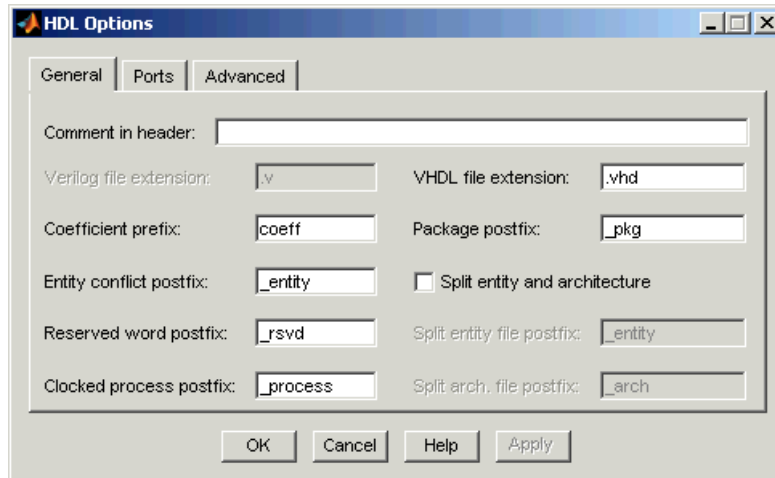 HDL Options
General Ports Advanced
Comment in header:
Verilog file extension: .v VHDL file extension: .vhd
Coefficient prefix: coeff Package postfix: _pkg
Entity conflict postfix: _entity Split entity and architecture
Reserved word postfix: _rsvd Split entity file postfix: _entity
Clocked process postfix: _process Split arch. file postfix: _arch
OK Cancel Help Apply